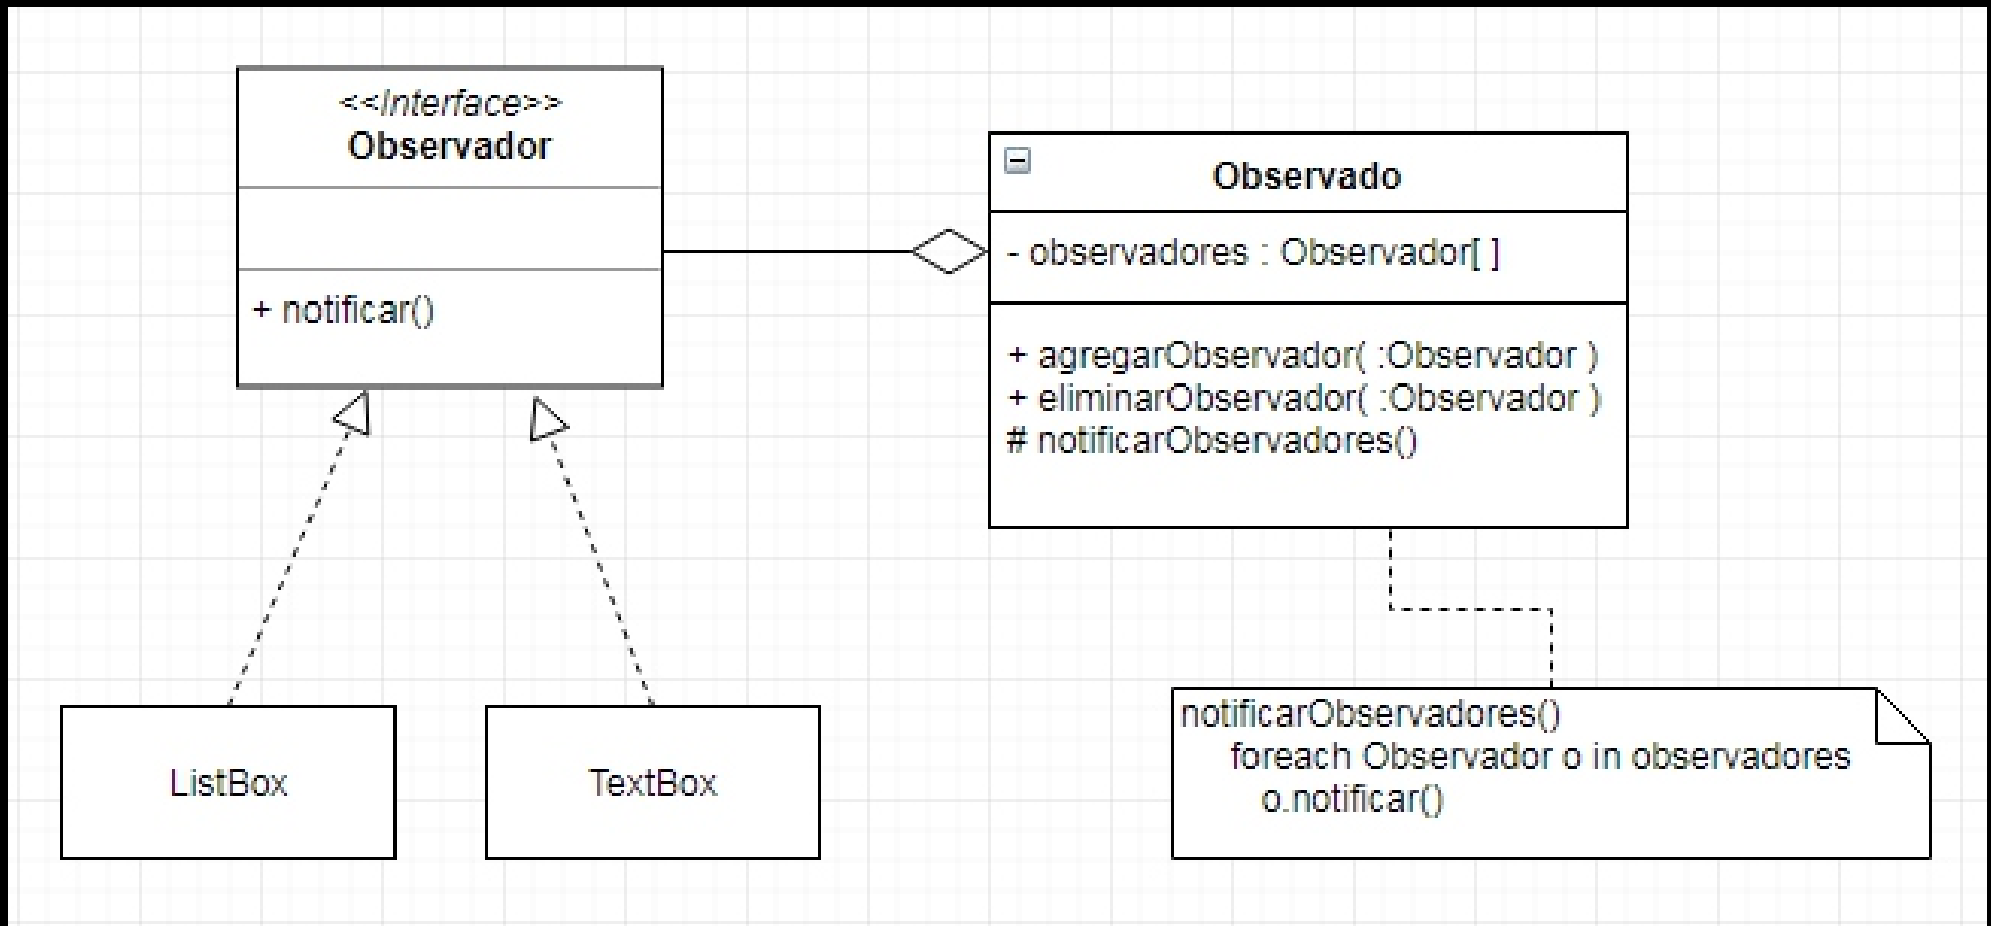 <<Interface>>
Observador
+ notificar()
Observado
- observadores : Observador[ ]
+ agregarObservador( :Observador )
+ eliminarObservador( :Observador )
# notificarObservadores()
ListBox
TextBox
notificarObservadores()
foreach Observador o in observadores
o.notificar()